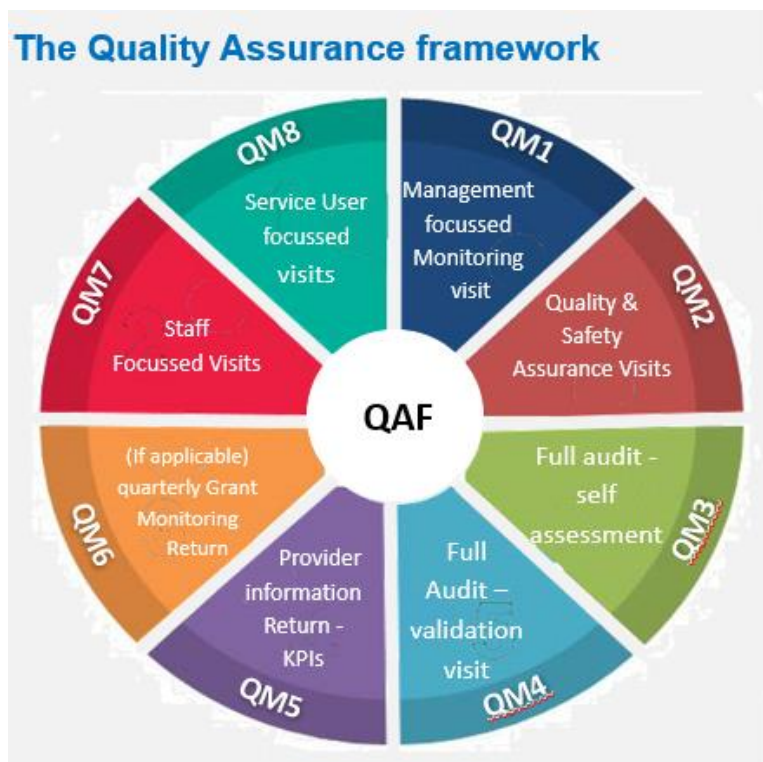 The Quality Assurance framework
QM1
Management
focussed
Monitoring
visit
QM2
Quality &
Safety
Assurance Visits
QM3
Full audit -
self
assessment
QM4
Full
Audit –
validation
visit
QM5
Provider
information
Return -
KPIs
QM6
(If applicable)
quarterly Grant
Monitoring
Return
QM7
Staff
Focussed Visits
QM8
Service User
focussed
visits
QAF